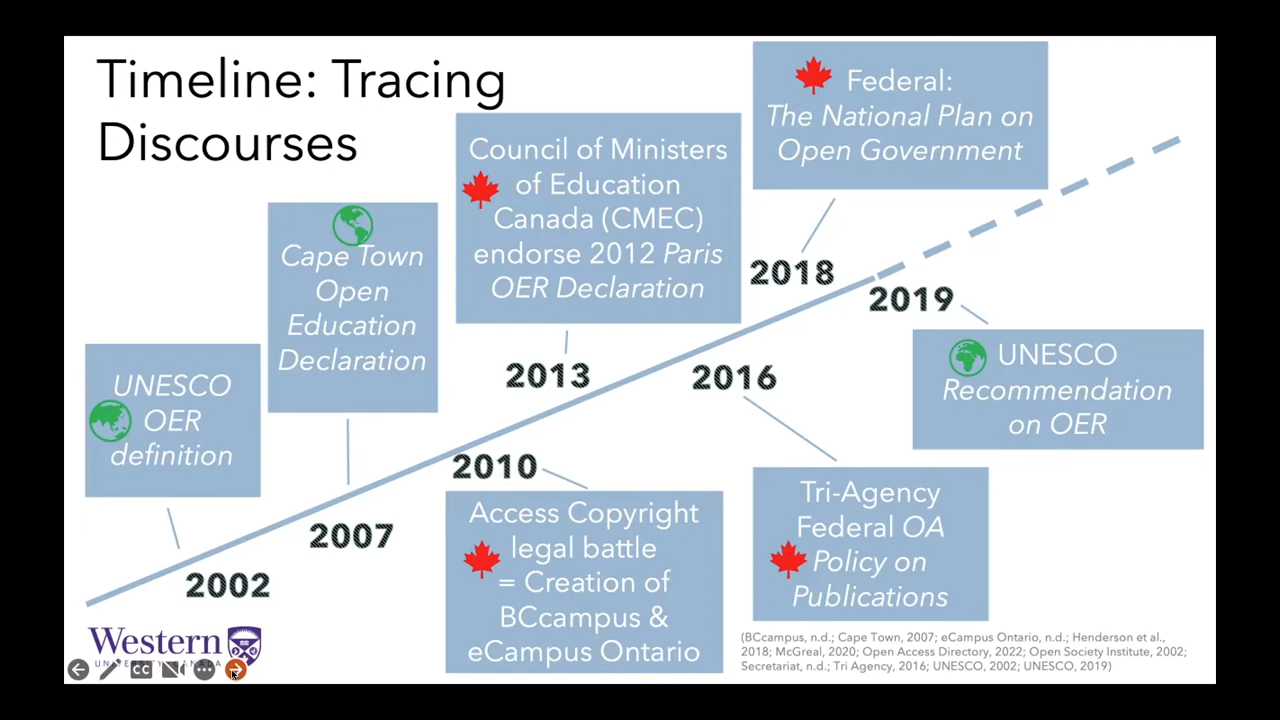 Timeline: Tracing
Discourses
UNESCO
OER
definition
2002
Cape Town
Open
Education
Declaration
2007
Access Copyright
legal battle
= Creation of
BCcampus &
eCampus Ontario
2010
Council of Ministers
of Education
Canada (CMEC)
endorse 2012 Paris
OER Declaration
2013
Tri-Agency
Federal OA
Policy on
Publications
2016
Federal:
The National Plan on
Open Government
2018
UNESCO
Recommendation
on OER
2019
Western
(BCcampus, n.d.; Cape Town, 2007; eCampus Ontario, n.d.; Henderson et al.,
2018; McGreal, 2020; Open Access Directory, 2022; Open Society Institute, 2002;
Secretariat, n.d.; Tri Agency, 2016; UNESCO, 2002; UNESCO, 2019)
CC